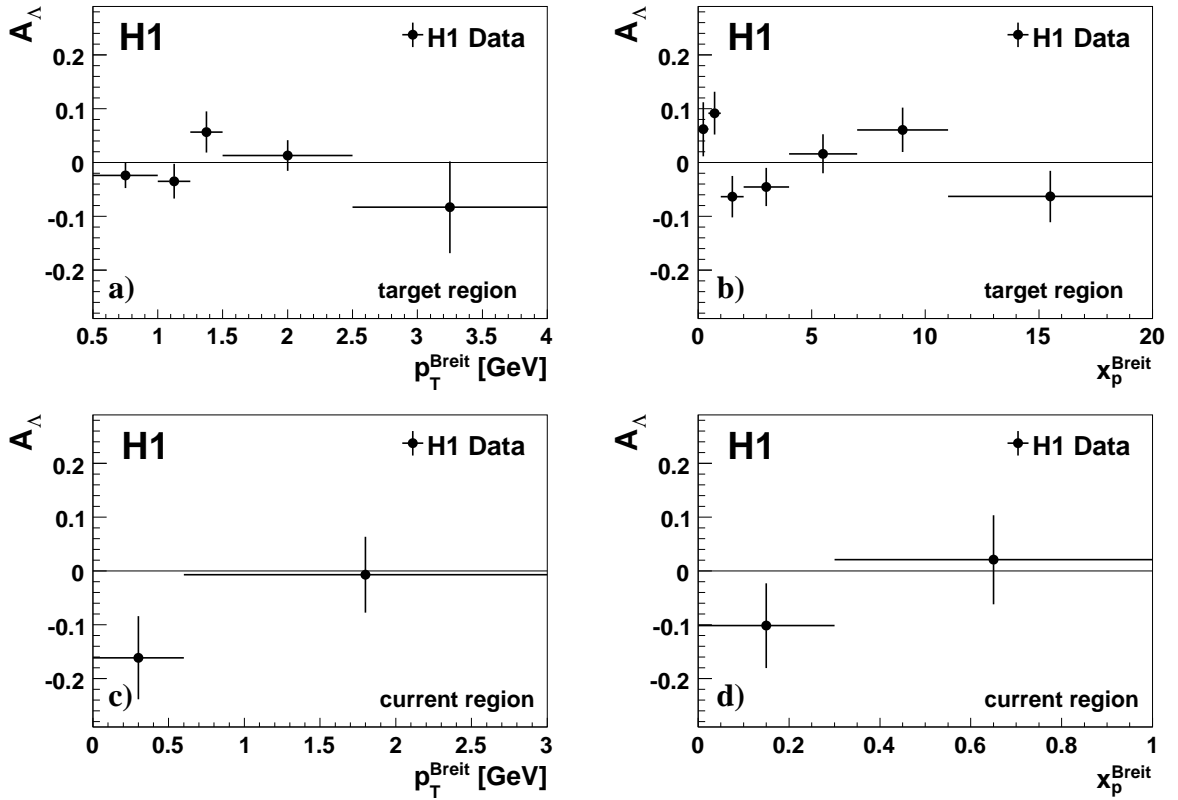 A_Λ
H1
H1 Data
0.2
0.1
0
-0.1
-0.2
a)
target region
0.5 1 1.5 2 2.5 3 3.5 4
p_T^Breit [GeV]
A_Λ
H1
H1 Data
0.2
0.1
0
-0.1
-0.2
b)
target region
0 5 10 15 20
x_p^Breit
A_Λ
H1
H1 Data
0.2
0.1
0
-0.1
-0.2
c)
current region
0 0.5 1 1.5 2 2.5 3
p_T^Breit [GeV]
A_Λ
H1
H1 Data
0.2
0.1
0
-0.1
-0.2
d)
current region
0 0.2 0.4 0.6 0.8 1
x_p^Breit